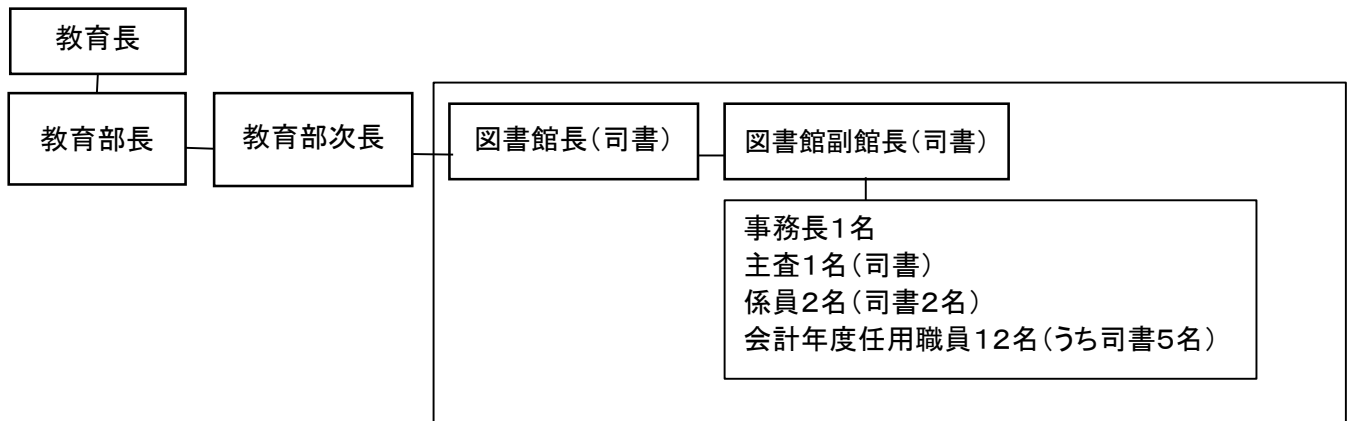 教育長
教育部長
教育部次長
図書館長(司書)
図書館副館長(司書)
事務長1名
主査1名(司書)
係員2名(司書2名)
会計年度任用職員12名(うち司書5名)